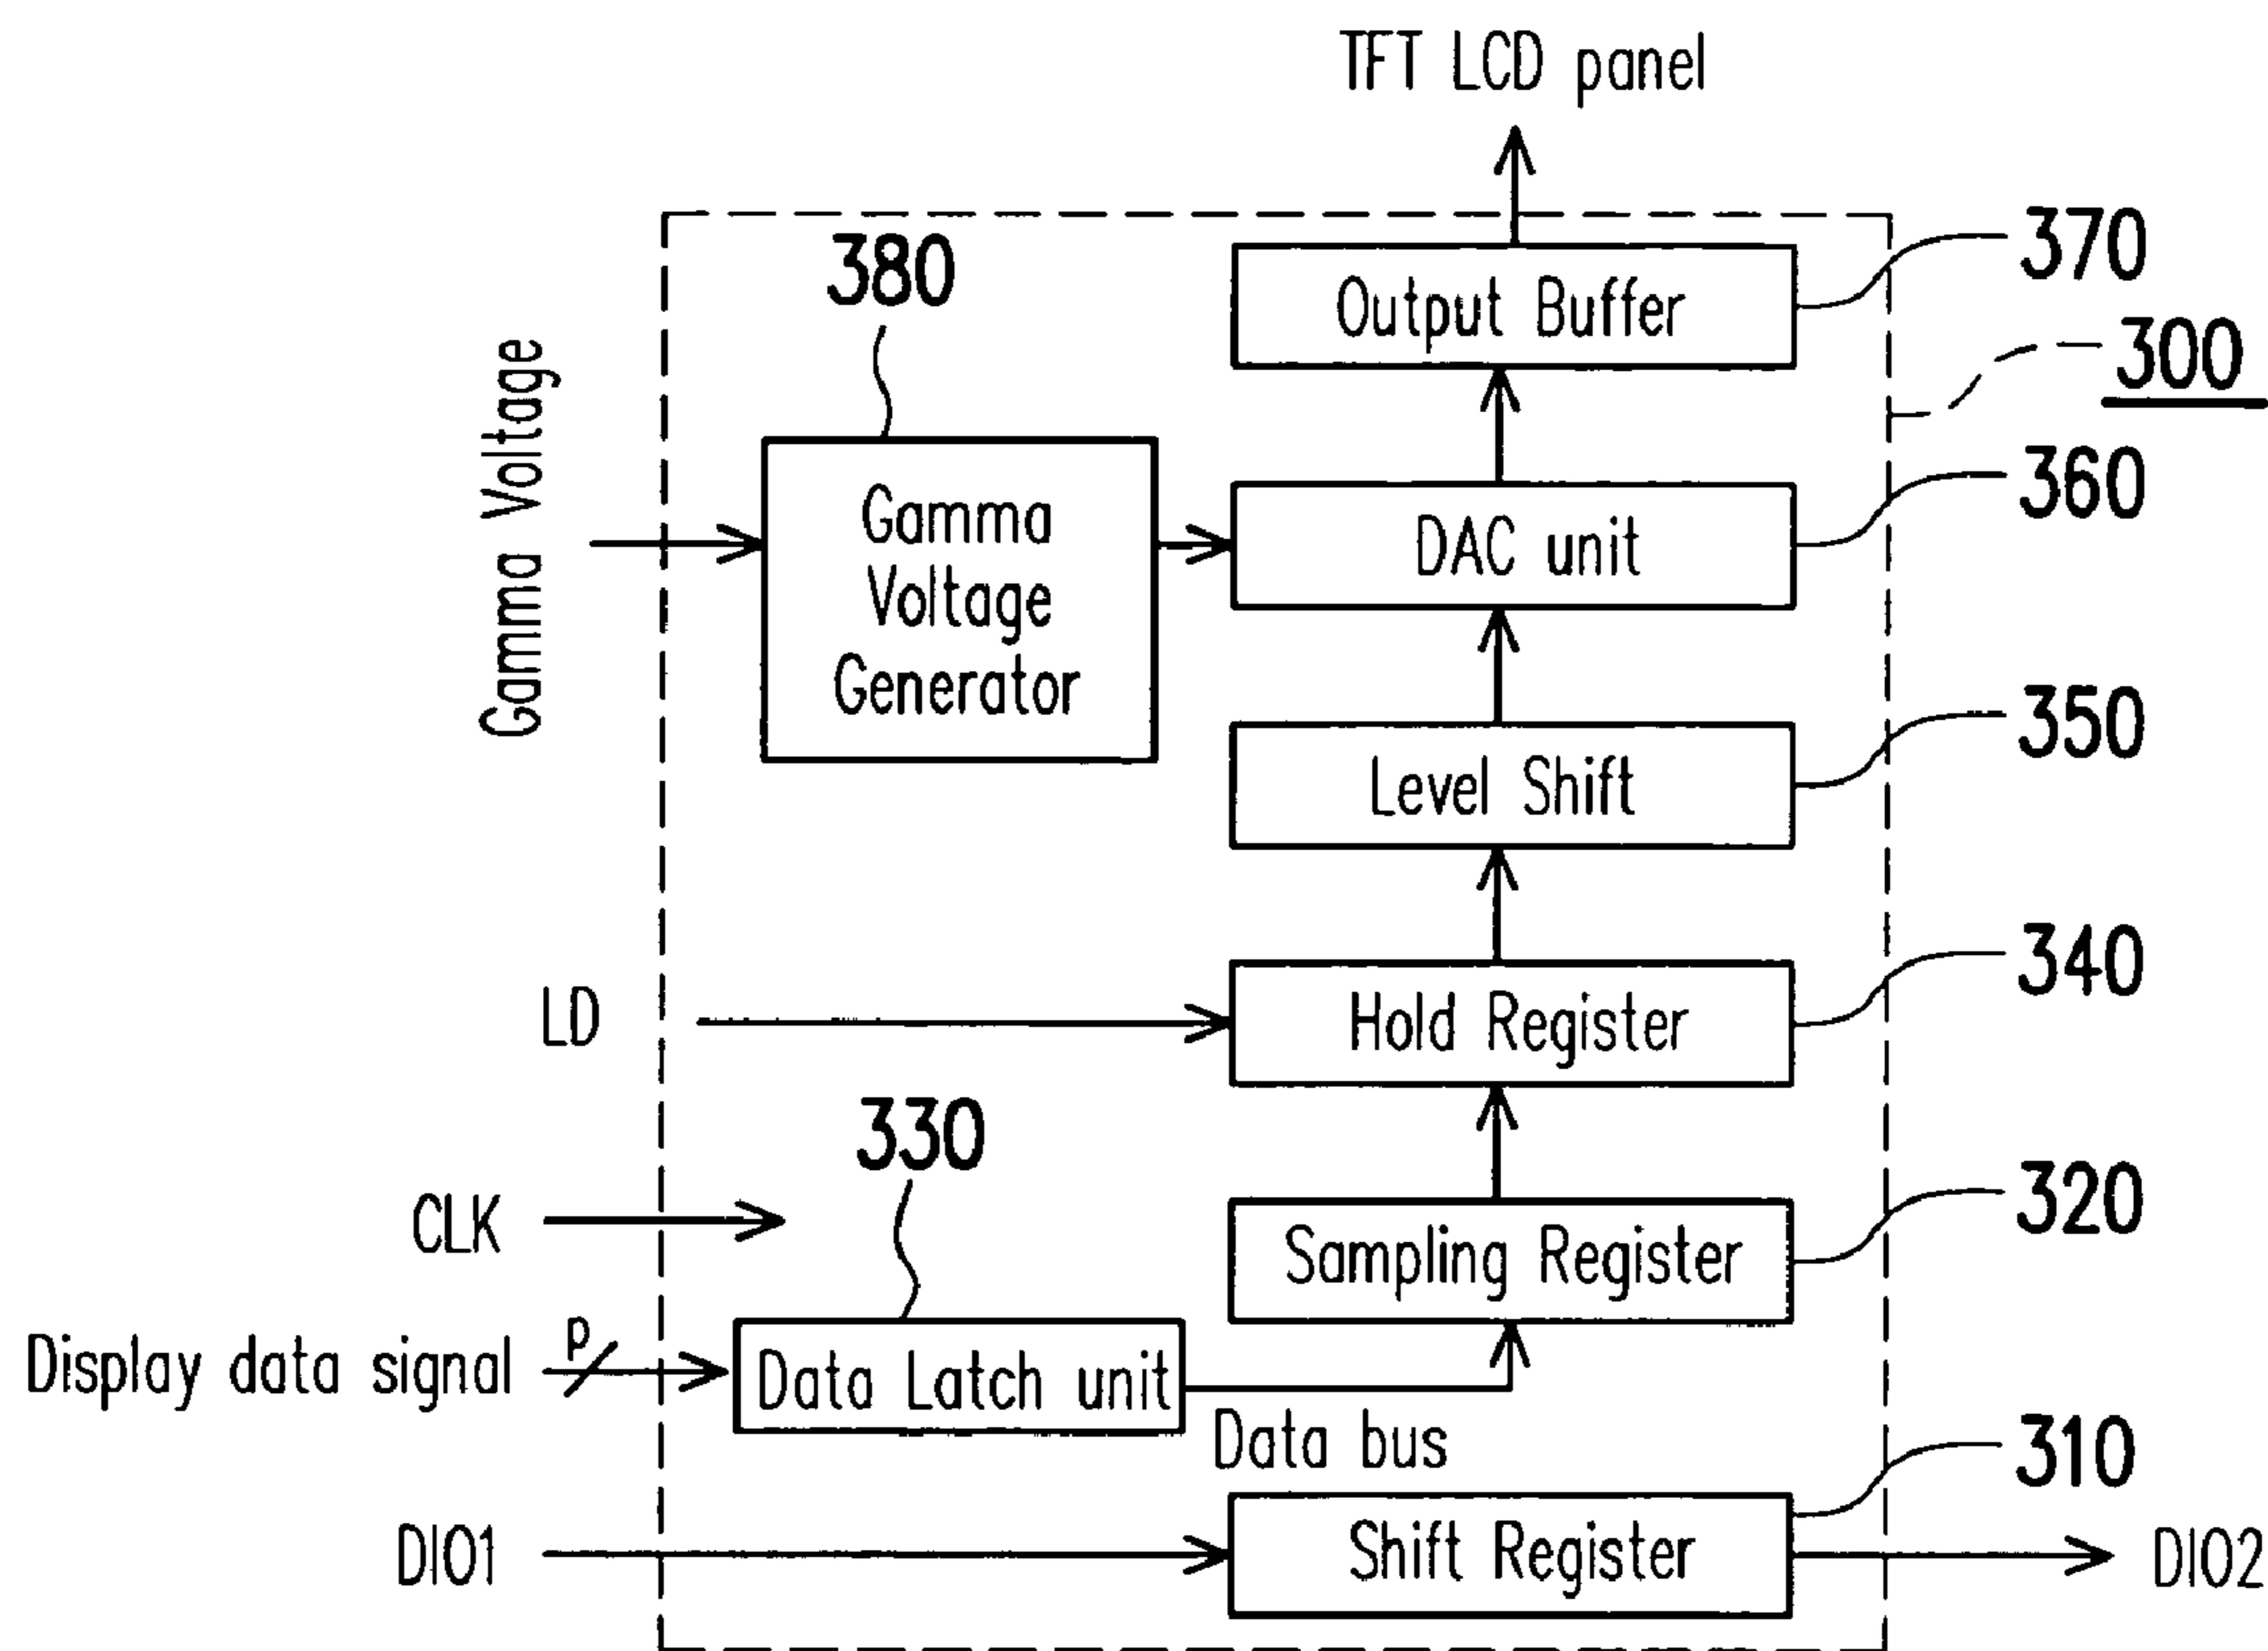 TFT LCD panel
380
Output Buffer
370
300
Gamma Voltage
Gamma
Voltage
Generator
DAC unit
360
Level Shift
350
LD
Hold Register
340
330
CLK
Sampling Register
320
Display data signal
P
Data Latch unit
Data bus
310
DIO1
Shift Register
DIO2